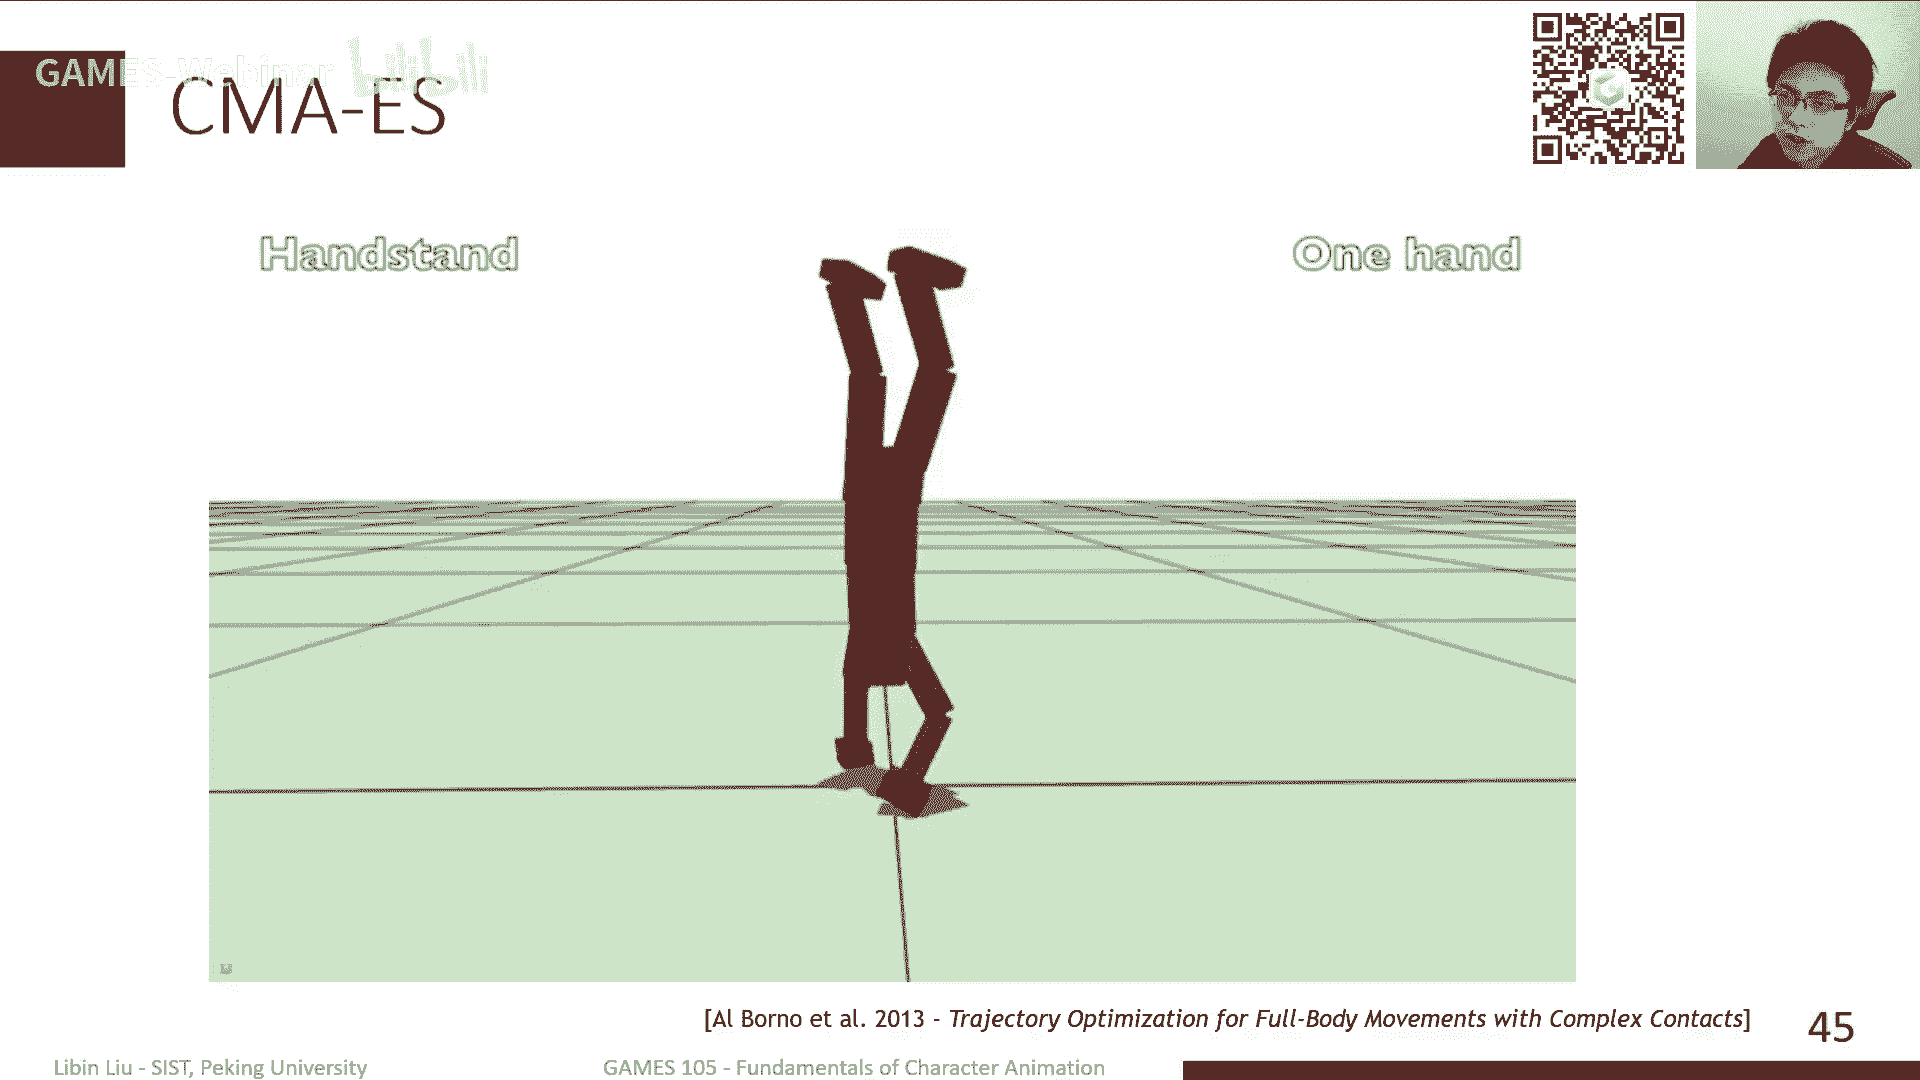 GAMES-Webinar bilibili
CMA-ES
Handstand
One hand
[Al Borno et al. 2013 - Trajectory Optimization for Full-Body Movements with Complex Contacts]
45
Libin Liu - SIST, Peking University
GAMES 105 - Fundamentals of Character Animation